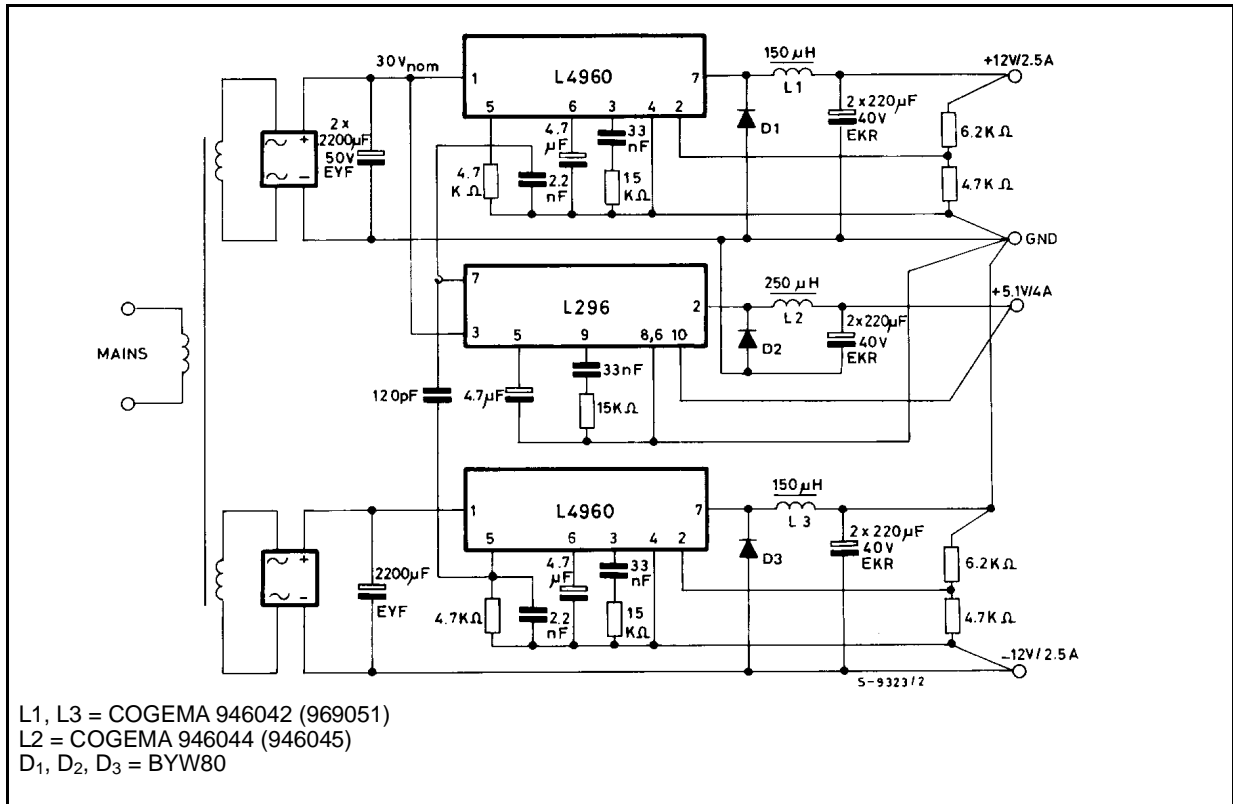 150 µH
+12V/2.5A
30Vnom
1
L4960
7
L1
2x220µF
40V
EKR
5
6
3
4
2
4.7
µF
33
nF
D1
6.2KΩ
2x
2200µF
50V
EYF
4.7
KΩ
2.2
nF
15
KΩ
4.7KΩ
GND
7
250 µH
+5.1V/4A
L296
2
L2
3
5
9
8,6
10
D2
2x220µF
40V
EKR
MAINS
33nF
120pF
4.7µF
15KΩ
150µH
1
L4960
7
L3
5
6
3
4
2
2x220µF
40V
EKR
4.7
µF
33
nF
D3
6.2KΩ
2200µF
EYF
4.7KΩ
2.2
nF
15
KΩ
4.7KΩ
-12V/2.5A
S-9323/2
~ + ~ -
~ + ~ -
L1, L3 = COGEMA 946042 (969051)
L2 = COGEMA 946044 (946045)
D1, D2, D3 = BYW80